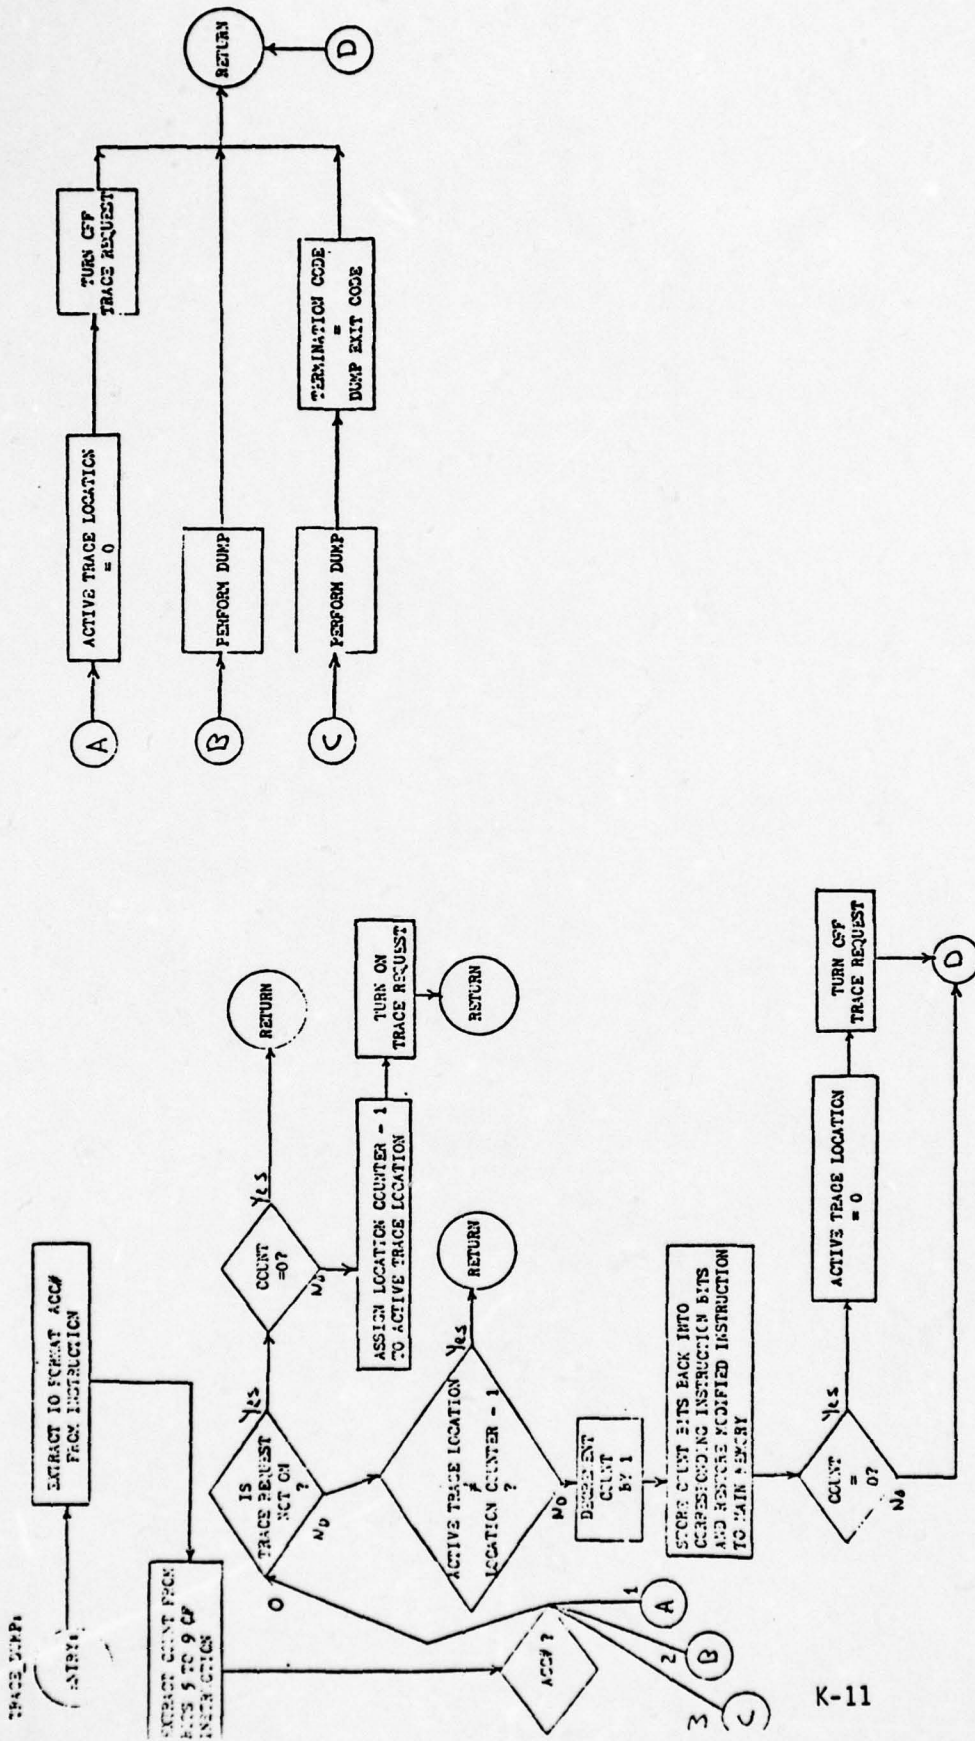 TRACE_DUMP:
ENTRY:
EXTRACT IO FORMAT ACC#
FROM INSTRUCTION
EXTRACT COUNT FROM
BITS 5 TO 9 OF
INSTRUCTION
ACC# ?
0
1
A
2
B
3
C
IS
TRACE REQUEST
NOT ON
?
Yes
No
COUNT
=0?
Yes
RETURN
No
ASSIGN LOCATION COUNTER - 1
TO ACTIVE TRACE LOCATION
TURN ON
TRACE REQUEST
RETURN
ACTIVE TRACE LOCATION
≠
LOCATION COUNTER - 1
?
Yes
RETURN
No
DECREMENT
COUNT
by 1
STORE COUNT BITS BACK INTO
CORRESPONDING INSTRUCTION BITS
AND RESTORE MODIFIED INSTRUCTION
TO MAIN MEMORY
COUNT
=
0?
Yes
No
ACTIVE TRACE LOCATION
= 0
TURN OFF
TRACE REQUEST
D
A
ACTIVE TRACE LOCATION
= 0
TURN OFF
TRACE REQUEST
B
PERFORM DUMP
C
PERFORM DUMP
TERMINATION CODE
=
DUMP EXIT CODE
RETURN
D
K-11